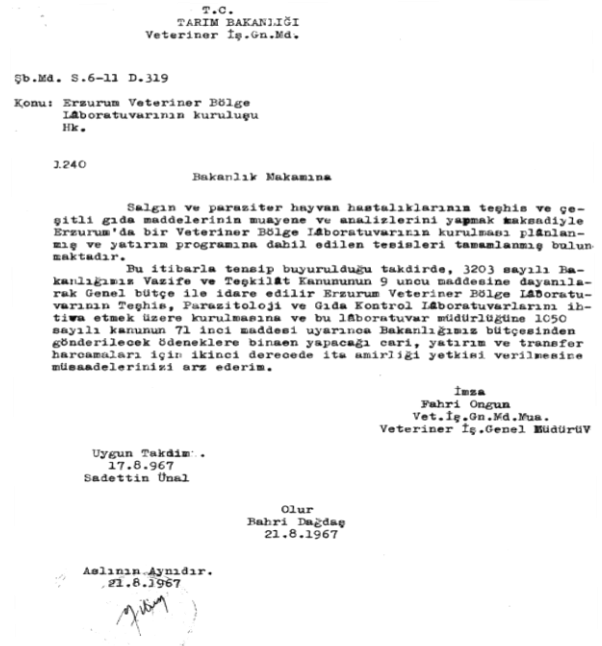 T.C.
TARIM BAKANLIĞI
Veteriner İş.Gn.Md.
Şb.Md. S.6-11 D.319
Konu: Erzurum Veteriner Bölge
Lâboratuvarının kuruluşu
Hk.
1.240
Bakanlık Makamına
Salgın ve paraziter hayvan hastalıklarının teşhis ve çe-
şitli gıda maddelerinin muayene ve analizlerini yapmak maksadiyle
Erzurum'da bir Veteriner Bölge Lâboratuvarının kurulması plânlan-
mış ve yatırım programına dahil edilen tesisleri tamamlanmış bulun-
maktadır.
Bu itibarla tensip buyurulduğu takdirde, 3203 sayılı Ba-
kanlığımız Vazife ve Teşkilât Kanununun 9 uncu maddesine dayanıla-
rak Genel bütçe ile idare edilir Erzurum Veteriner Bölge Lâboratu-
varının Teşhis, Parazitoloji ve Gıda Kontrol Lâboratuvarlarını ih-
tiva etmek üzere kurulmasına ve bu lâboratuvar müdürlüğüne 1050
sayılı kanunun 71 inci maddesi uyarınca Bakanlığımız bütçesinden
gönderilecek ödeneklere binaen yapacağı cari, yatırım ve transfer
harcamaları için ikinci derecede ita amirliği yetkisi verilmesine
müsaadelerinizi arz ederim.
İmza
Fahri Ongun
Vet.İş.Gn.Md.Mua.
Veteriner İş.Genel Müdürü V
Uygun Takdim..
17.8.967
Sadettin Ünal
Olur
Bahri Dağdaş
21.8.1967
Aslının Aynıdır.
21.8.1967